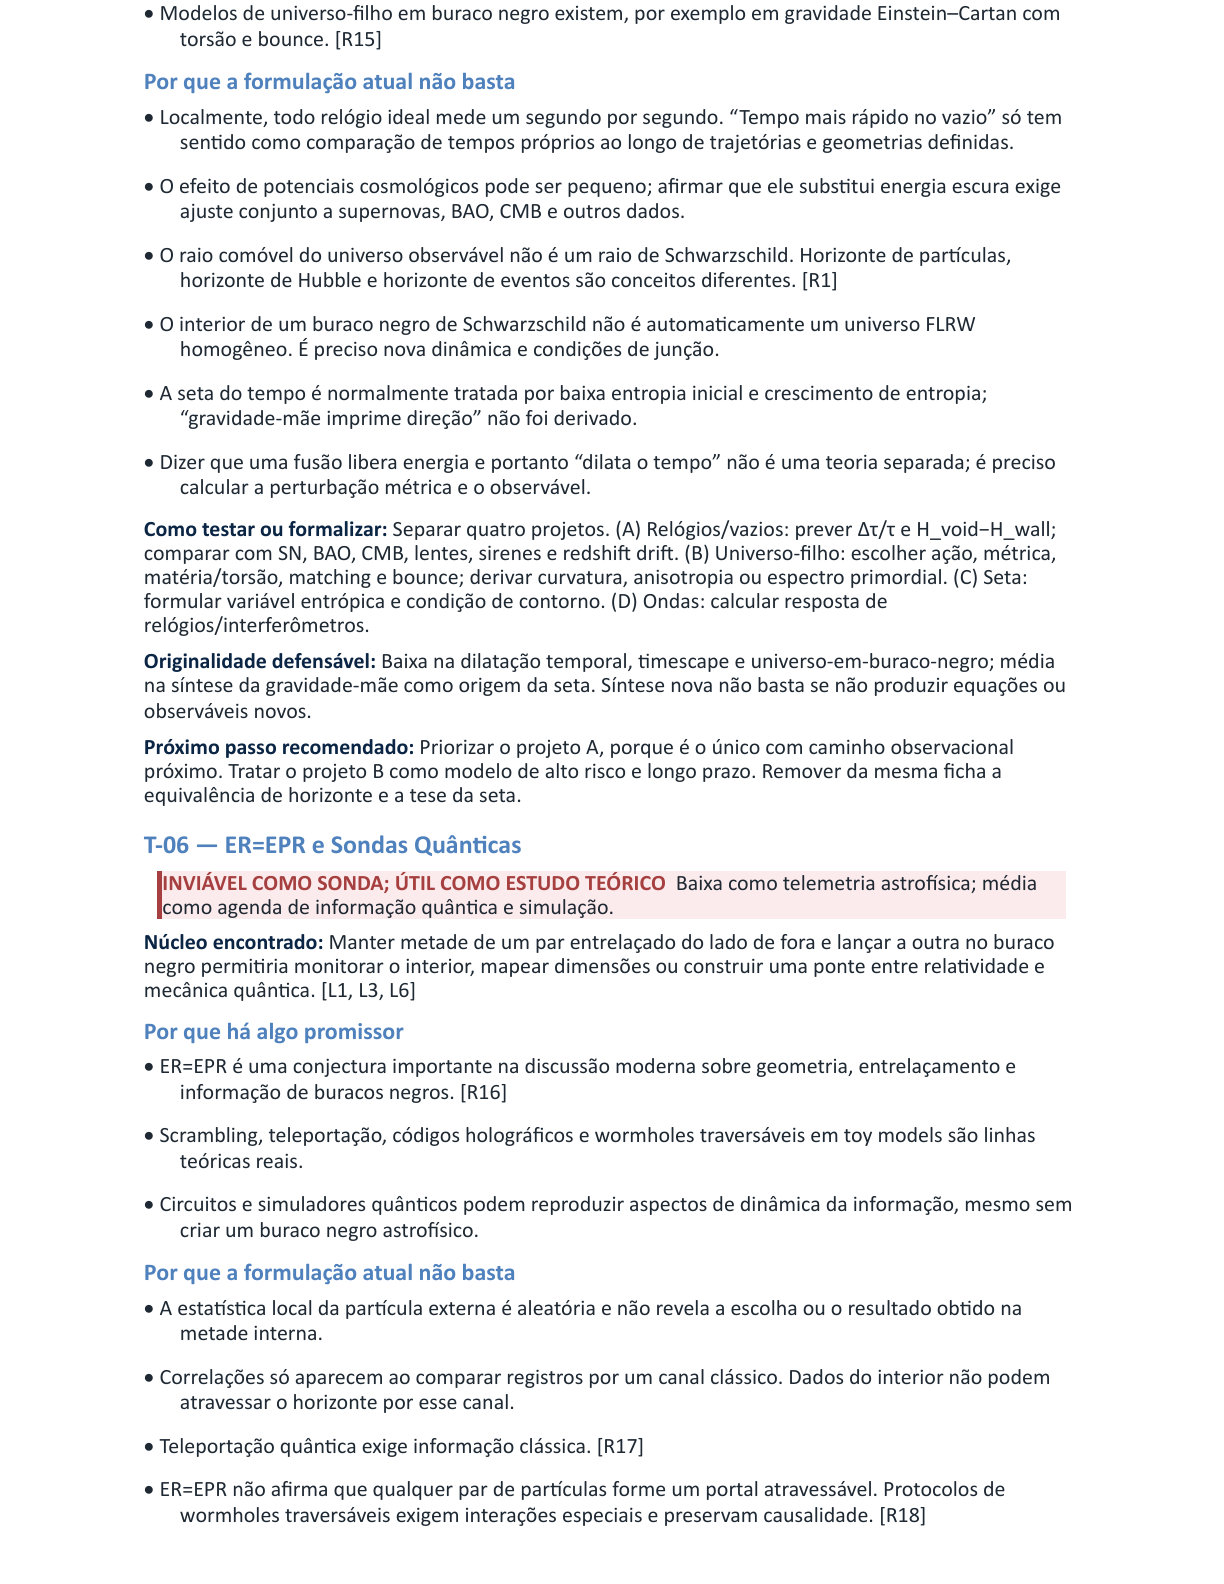 • Modelos de universo-filho em buraco negro existem, por exemplo em gravidade Einstein–Cartan com
torsão e bounce. [R15]
Por que a formulação atual não basta
• Localmente, todo relógio ideal mede um segundo por segundo. “Tempo mais rápido no vazio” só tem
sentido como comparação de tempos próprios ao longo de trajetórias e geometrias definidas.
• O efeito de potenciais cosmológicos pode ser pequeno; afirmar que ele substitui energia escura exige
ajuste conjunto a supernovas, BAO, CMB e outros dados.
• O raio comóvel do universo observável não é um raio de Schwarzschild. Horizonte de partículas,
horizonte de Hubble e horizonte de eventos são conceitos diferentes. [R1]
• O interior de um buraco negro de Schwarzschild não é automaticamente um universo FLRW
homogêneo. É preciso nova dinâmica e condições de junção.
• A seta do tempo é normalmente tratada por baixa entropia inicial e crescimento de entropia;
“gravidade-mãe imprime direção” não foi derivado.
• Dizer que uma fusão libera energia e portanto “dilata o tempo” não é uma teoria separada; é preciso
calcular a perturbação métrica e o observável.
Como testar ou formalizar: Separar quatro projetos. (A) Relógios/vazios: prever Δτ/τ e H_void−H_wall;
comparar com SN, BAO, CMB, lentes, sirenes e redshift drift. (B) Universo-filho: escolher ação, métrica,
matéria/torsão, matching e bounce; derivar curvatura, anisotropia ou espectro primordial. (C) Seta:
formular variável entrópica e condição de contorno. (D) Ondas: calcular resposta de
relógios/interferômetros.
Originalidade defensável: Baixa na dilatação temporal, timescape e universo-em-buraco-negro; média
na síntese da gravidade-mãe como origem da seta. Síntese nova não basta se não produzir equações ou
observáveis novos.
Próximo passo recomendado: Priorizar o projeto A, porque é o único com caminho observacional
próximo. Tratar o projeto B como modelo de alto risco e longo prazo. Remover da mesma ficha a
equivalência de horizonte e a tese da seta.
T-06 — ER=EPR e Sondas Quânticas
INVIÁVEL COMO SONDA; ÚTIL COMO ESTUDO TEÓRICO Baixa como telemetria astrofísica; média
como agenda de informação quântica e simulação.
Núcleo encontrado: Manter metade de um par entrelaçado do lado de fora e lançar a outra no buraco
negro permitiria monitorar o interior, mapear dimensões ou construir uma ponte entre relatividade e
mecânica quântica. [L1, L3, L6]
Por que há algo promissor
• ER=EPR é uma conjectura importante na discussão moderna sobre geometria, entrelaçamento e
informação de buracos negros. [R16]
• Scrambling, teleportação, códigos holográficos e wormholes traversáveis em toy models são linhas
teóricas reais.
• Circuitos e simuladores quânticos podem reproduzir aspectos de dinâmica da informação, mesmo sem
criar um buraco negro astrofísico.
Por que a formulação atual não basta
• A estatística local da partícula externa é aleatória e não revela a escolha ou o resultado obtido na
metade interna.
• Correlações só aparecem ao comparar registros por um canal clássico. Dados do interior não podem
atravessar o horizonte por esse canal.
• Teleportação quântica exige informação clássica. [R17]
• ER=EPR não afirma que qualquer par de partículas forme um portal atravessável. Protocolos de
wormholes traversáveis exigem interações especiais e preservam causalidade. [R18]